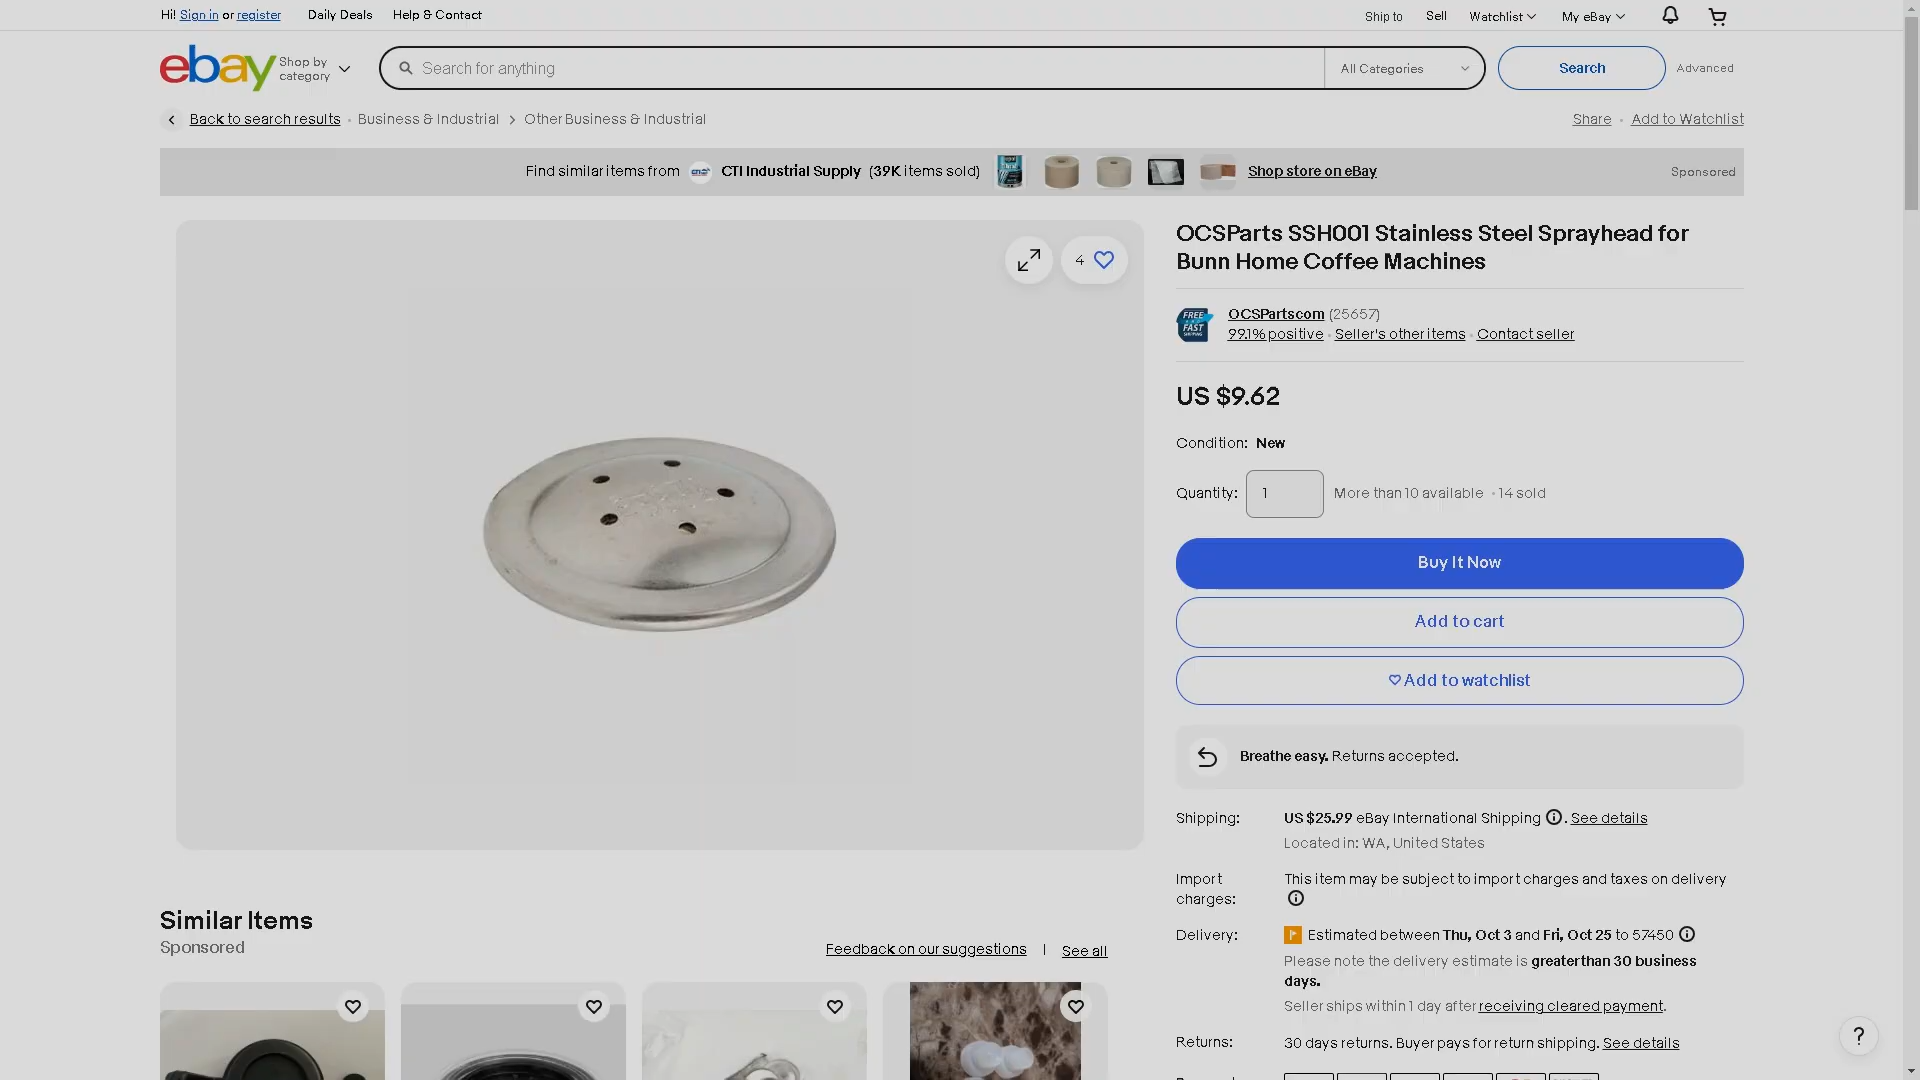 Hi! Sign in or register
Daily Deals
Help & Contact
Ship to
Sell
Watchlist
My eBay
ebay
Shop by category
Search for anything
All Categories
Search
Advanced
Back to search results
Business & Industrial
Other Business & Industrial
Share
Add to Watchlist
Find similar items from
CTI Industrial Supply (39K items sold)
Shop store on eBay
Sponsored
4
OCSParts SSH001 Stainless Steel Sprayhead for
Bunn Home Coffee Machines
FREE
OCSPartscom (25657)
99.1% positive
Seller's other items
Contact seller
US $9.62
Condition: New
Quantity: 1
More than 10 available
14 sold
Buy It Now
Add to cart
Add to watchlist
Breathe easy. Returns accepted.
Shipping: US $25.99 eBay International Shipping . See details
Located in: WA, United States
Import charges: This item may be subject to import charges and taxes on delivery
Delivery: Estimated between Thu, Oct 3 and Fri, Oct 25 to 57450
Please note the delivery estimate is greater than 30 business
days.
Seller ships within 1 day after receiving cleared payment.
Returns: 30 days returns. Buyer pays for return shipping. See details
Similar Items
Sponsored
Feedback on our suggestions | See all
?